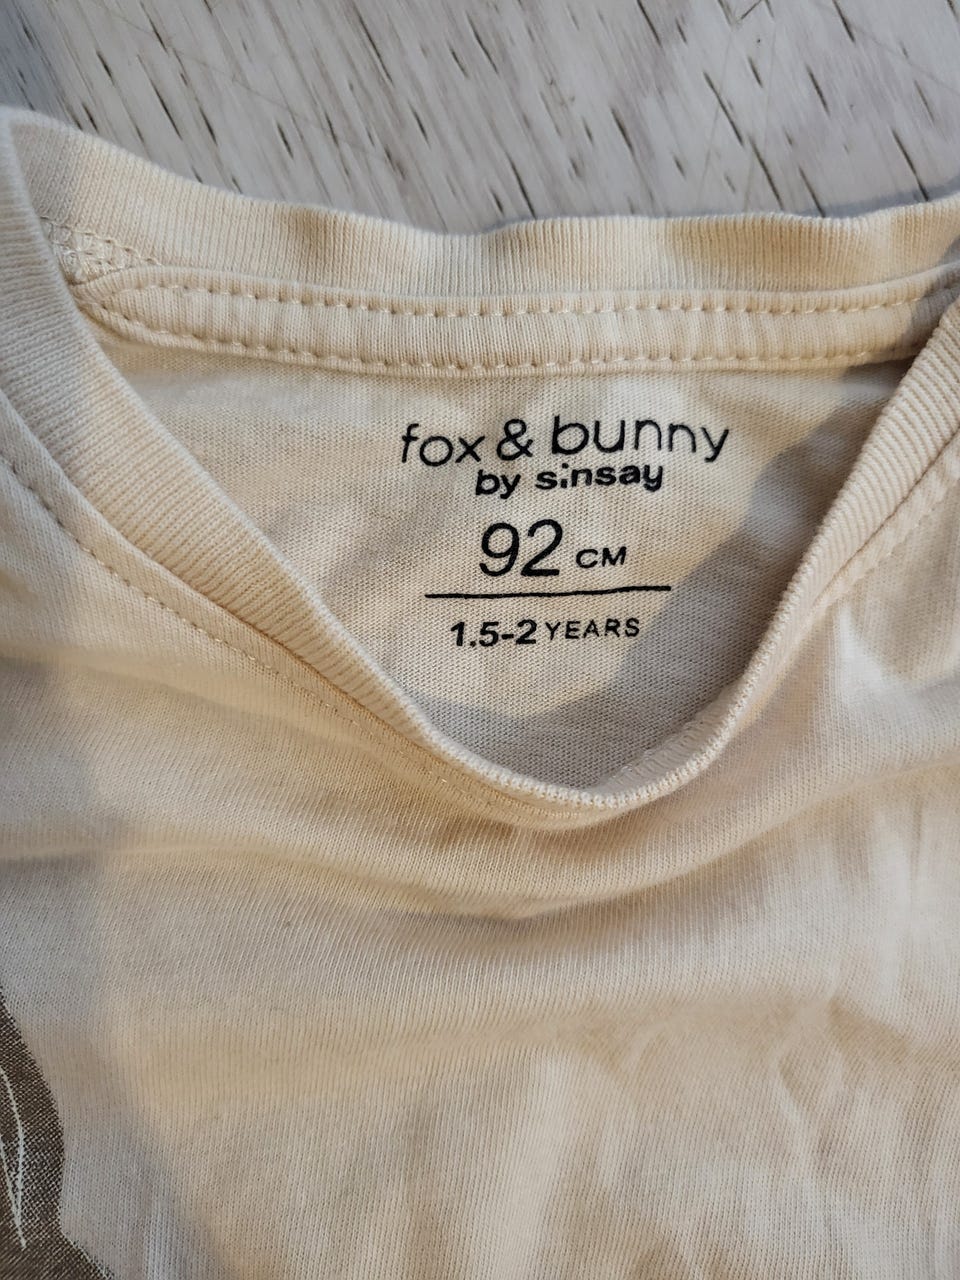 fox & bunny
by sinsay
92 CM
1.5-2 YEARS